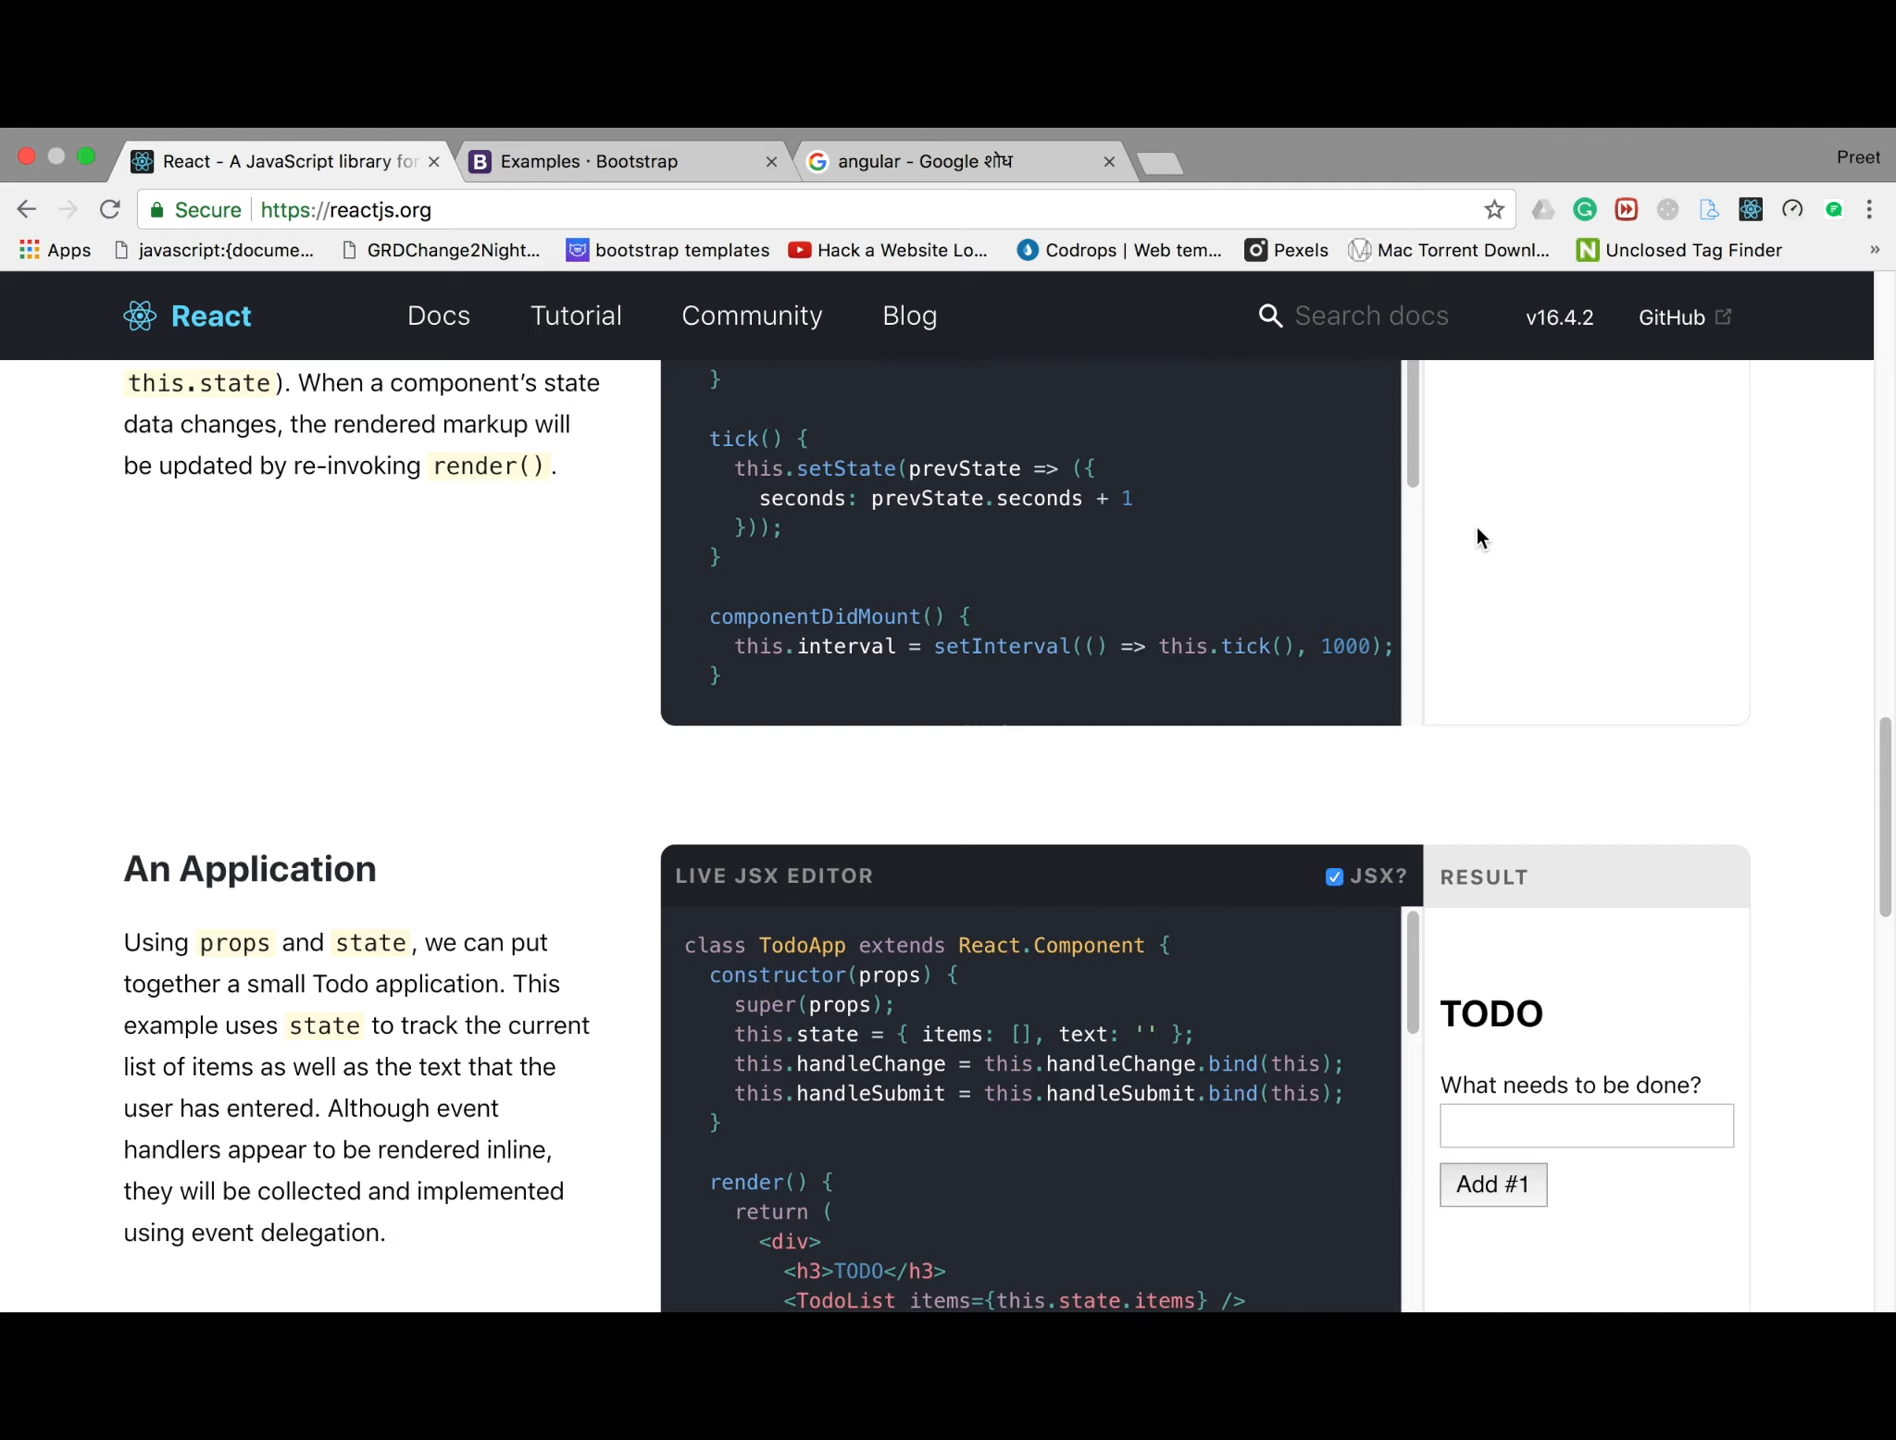 React - A JavaScript library for
Examples · Bootstrap
angular - Google शोध
Preet
Secure https://reactjs.org
Apps
javascript:{docume...
GRDChange2Night...
bootstrap templates
Hack a Website Lo...
Codrops | Web tem...
Pexels
Mac Torrent Downl...
Unclosed Tag Finder
»
React Docs Tutorial Community Blog Search docs v16.4.2 GitHub
this.state). When a component’s state
data changes, the rendered markup will
be updated by re-invoking render().
}
tick() {
this.setState(prevState => ({
seconds: prevState.seconds + 1
}));
}
componentDidMount() {
this.interval = setInterval(() => this.tick(), 1000);
}
An Application
Using props and state, we can put
together a small Todo application. This
example uses state to track the current
list of items as well as the text that the
user has entered. Although event
handlers appear to be rendered inline,
they will be collected and implemented
using event delegation.
LIVE JSX EDITOR JSX?
class TodoApp extends React.Component {
constructor(props) {
super(props);
this.state = { items: [], text: '' };
this.handleChange = this.handleChange.bind(this);
this.handleSubmit = this.handleSubmit.bind(this);
}
render() {
return (
<div>
<h3>TODO</h3>
<TodoList items={this.state.items} />
RESULT
TODO
What needs to be done?
Add #1